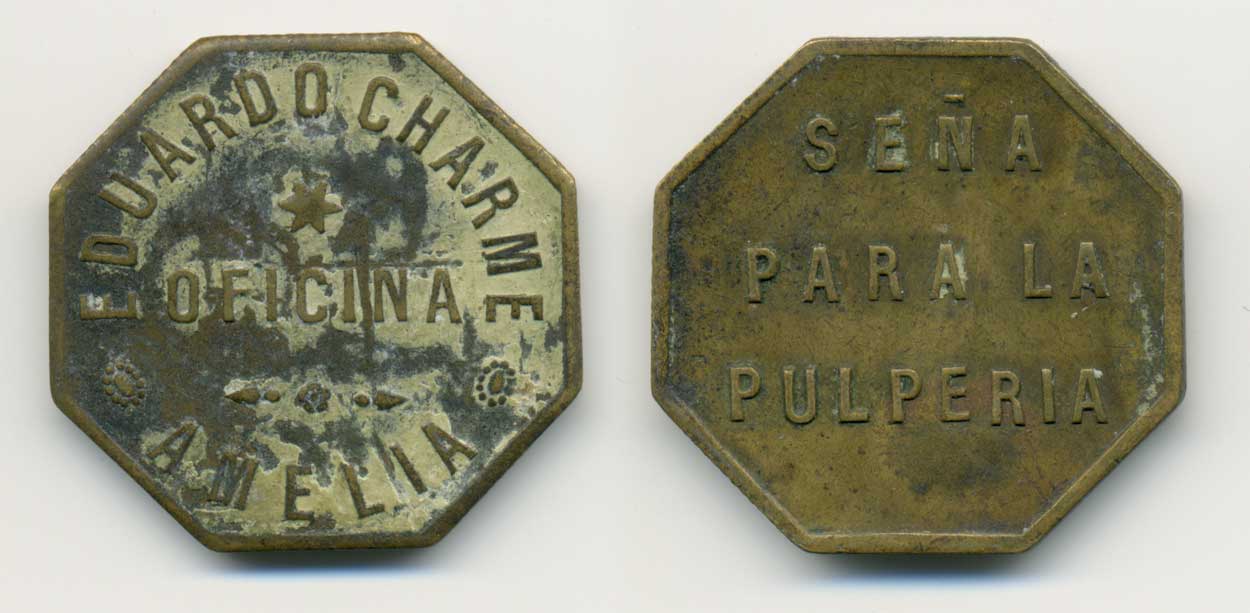 EDUARDO CHARME
OFICINA
AMELIA
SEÑA
PARA LA
PULPERIA